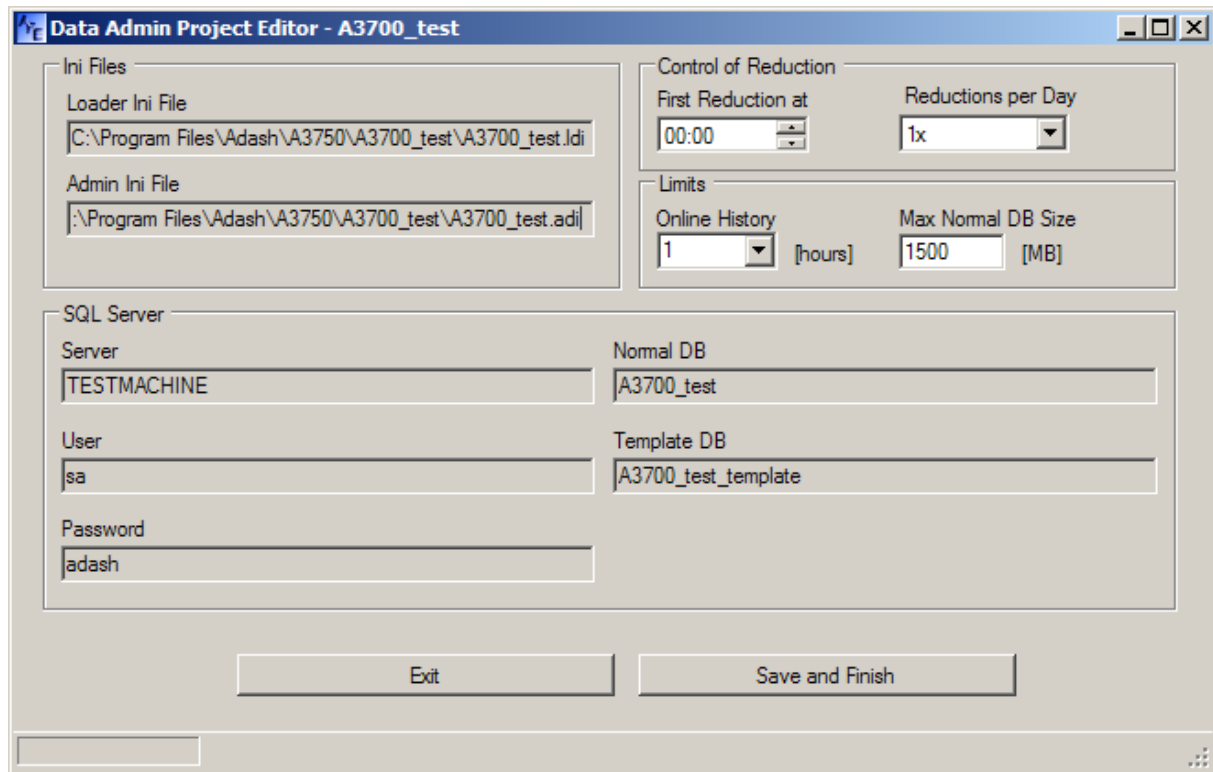 Data Admin Project Editor - A3700_test
Ini Files
Loader Ini File
C:\Program Files\Adash\A3750\A3700_test\A3700_test.ldi
Admin Ini File
:\Program Files\Adash\A3750\A3700_test\A3700_test.adi
Control of Reduction
First Reduction at
00:00
Reductions per Day
1x
Limits
Online History
1 [hours]
Max Normal DB Size
1500 [MB]
SQL Server
Server
TESTMACHINE
Normal DB
A3700_test
User
sa
Template DB
A3700_test_template
Password
adash
Exit
Save and Finish